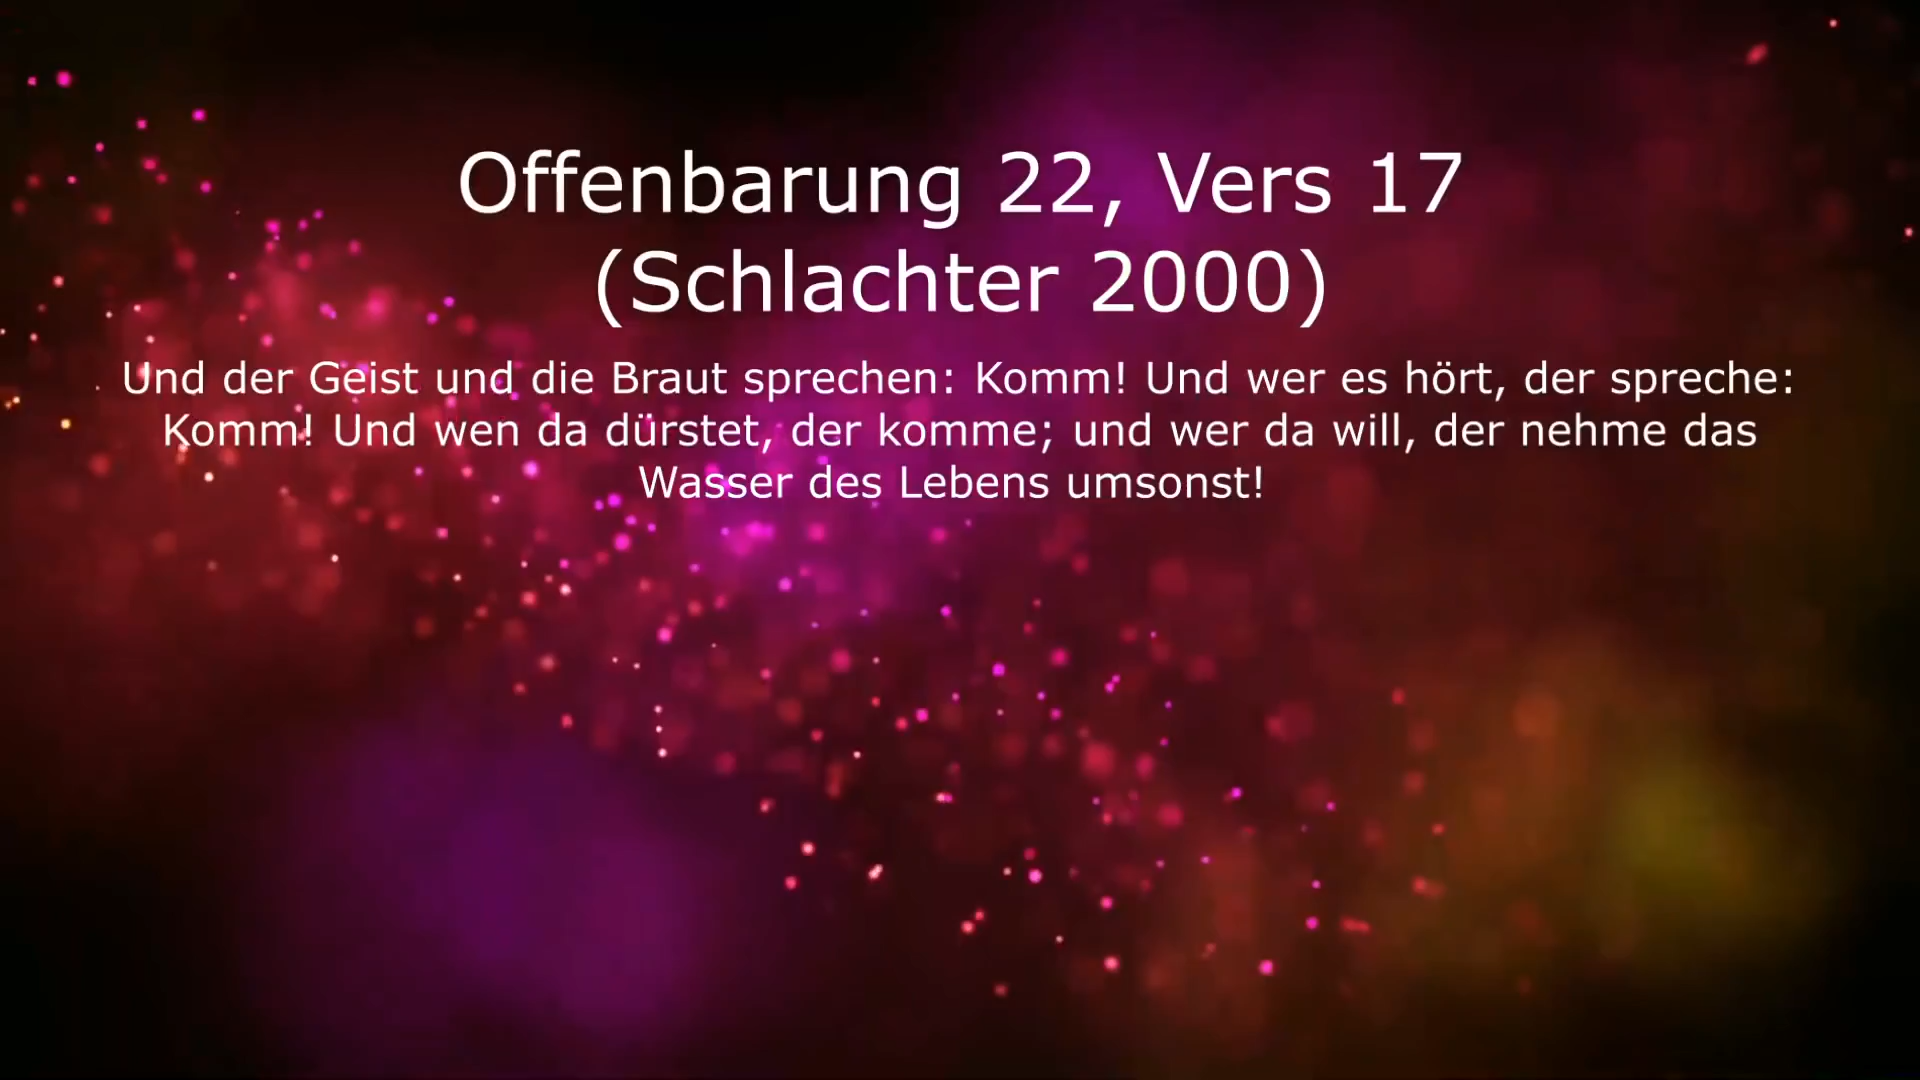 Offenbarung 22, Vers 17
(Schlachter 2000)
Und der Geist und die Braut sprechen: Komm! Und wer es hört, der spreche:
Komm! Und wen da dürstet, der komme; und wer da will, der nehme das
Wasser des Lebens umsonst!